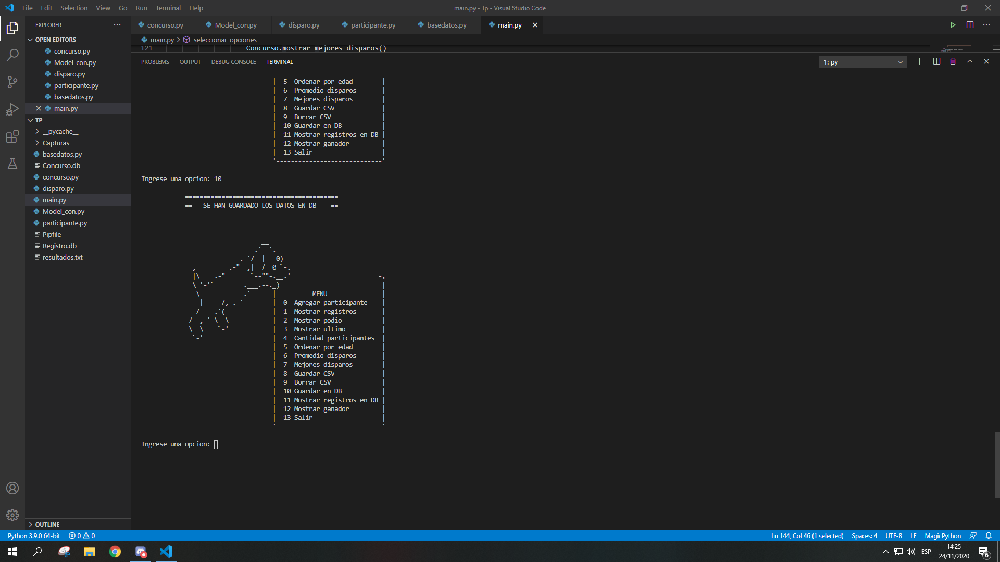 File Edit Selection View Go Run Terminal Help
main.py - Tp - Visual Studio Code
EXPLORER
OPEN EDITORS
concurso.py
Model_con.py
disparo.py
participante.py
basedatos.py
main.py
TP
__pycache__
Capturas
basedatos.py
Concurso.db
concurso.py
disparo.py
main.py
Model_con.py
participante.py
Pipfile
Registro.db
resultados.txt
OUTLINE
concurso.py Model_con.py disparo.py participante.py basedatos.py main.py
main.py > seleccionar_opciones
121 Concurso.mostrar_mejores_disparos()
PROBLEMS OUTPUT DEBUG CONSOLE TERMINAL
1: py
| 5 Ordenar por edad |
| 6 Promedio disparos |
| 7 Mejores disparos |
| 8 Guardar CSV |
| 9 Borrar CSV |
| 10 Guardar en DB |
| 11 Mostrar registros en DB |
| 12 Mostrar ganador |
| 13 Salir |
'-----------------------------'
Ingrese una opcion: 10
==========================================
== SE HAN GUARDADO LOS DATOS EN DB ==
==========================================
MENU
| 0 Agregar participante |
| 1 Mostrar registros |
| 2 Mostrar podio |
| 3 Mostrar ultimo |
| 4 Cantidad participantes |
| 5 Ordenar por edad |
| 6 Promedio disparos |
| 7 Mejores disparos |
| 8 Guardar CSV |
| 9 Borrar CSV |
| 10 Guardar en DB |
| 11 Mostrar registros en DB |
| 12 Mostrar ganador |
| 13 Salir |
'-----------------------------'
Ingrese una opcion:
Python 3.9.0 64-bit 0 0
Ln 144, Col 46 (1 selected) Spaces: 4 UTF-8 LF MagicPython
ESP
14:25
24/11/2020
6